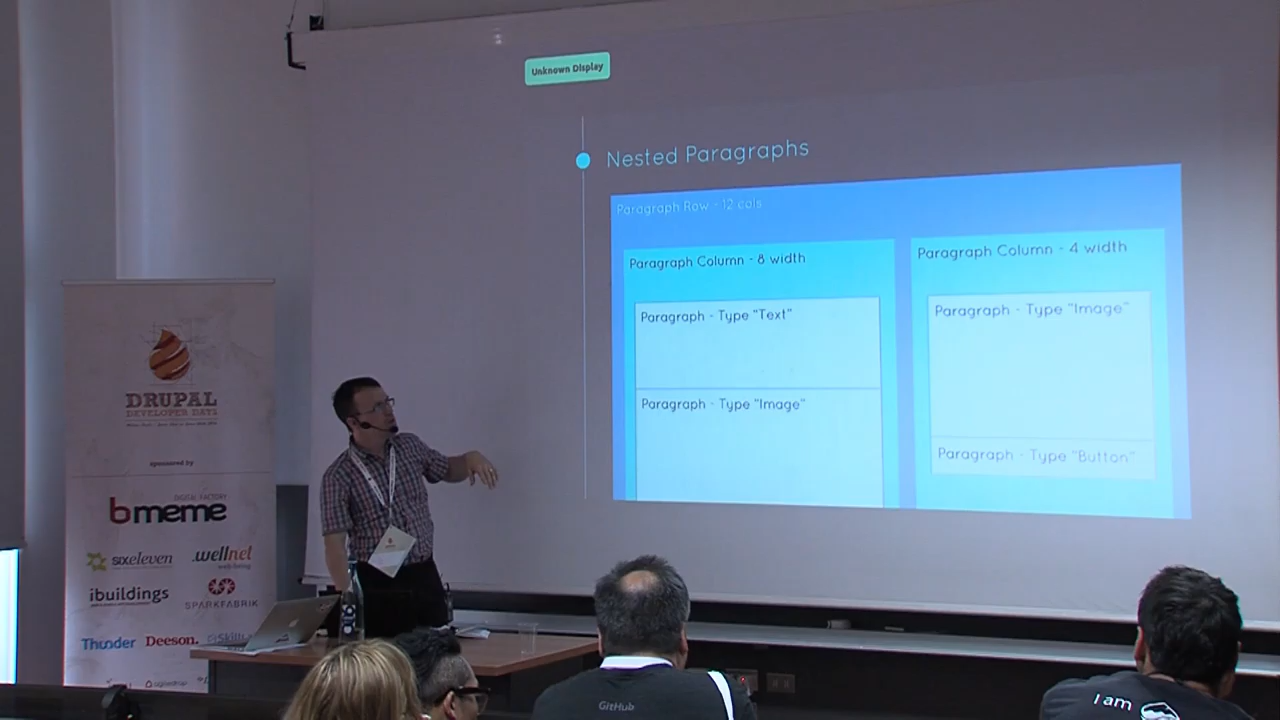 Unknown Display
Nested Paragraphs
Paragraph Row - 12 cols
Paragraph Column - 8 width
Paragraph - Type "Text"
Paragraph - Type "Image"
Paragraph Column - 4 width
Paragraph - Type "Image"
Paragraph - Type "Button"
DRUPAL
DEVELOPER DAYS
sponsored by
DIGITAL FACTORY
bmeme
sixeleven
.wellnet
ibuildings
SPARKFABRIK
Thunder
Deeson.
GitHub
I am